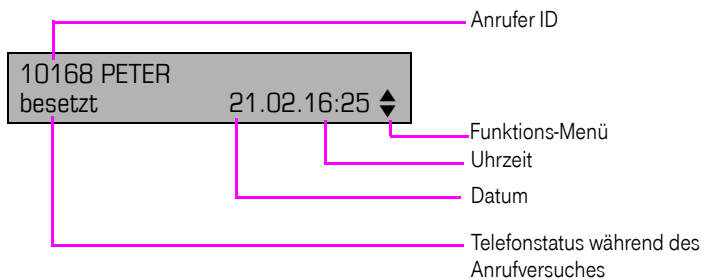 Anrufer ID
10168 PETER
besetzt 21.02.16:25
Funktions-Menü
Uhrzeit
Datum
Telefonstatus während des
Anrufversuches